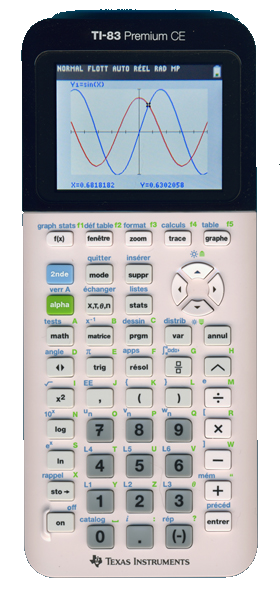 TI-83 Premium CE
NORMAL FLOTT AUTO RÉEL RAD MP
Y1=sin(X)
X=0.6818182 Y=0.6302058
graph stats f1 déf table f2 format f3 calculs f4 table f5
f(x) fenêtre zoom trace graphe
quitter insérer
2nde mode suppr
verr A échanger listes
alpha X,T,θ,n stats
tests A x⁻¹ B dessin C distrib
math matrice prgm var annul
angle D π E apps F G H
trig résol
√ I EE J { K } L e M
x² , ( ) ÷
10ˣ N u O v P w Q [ R
log 7 8 9 ×
eˣ S L4 T L5 U L6 V ] W
ln 4 5 6 −
rappel X L1 Y L2 Z L3 θ mém
sto→ 1 2 3 +
off catalog i : rép ? précéd
on 0 . (-) entrer
TEXAS INSTRUMENTS